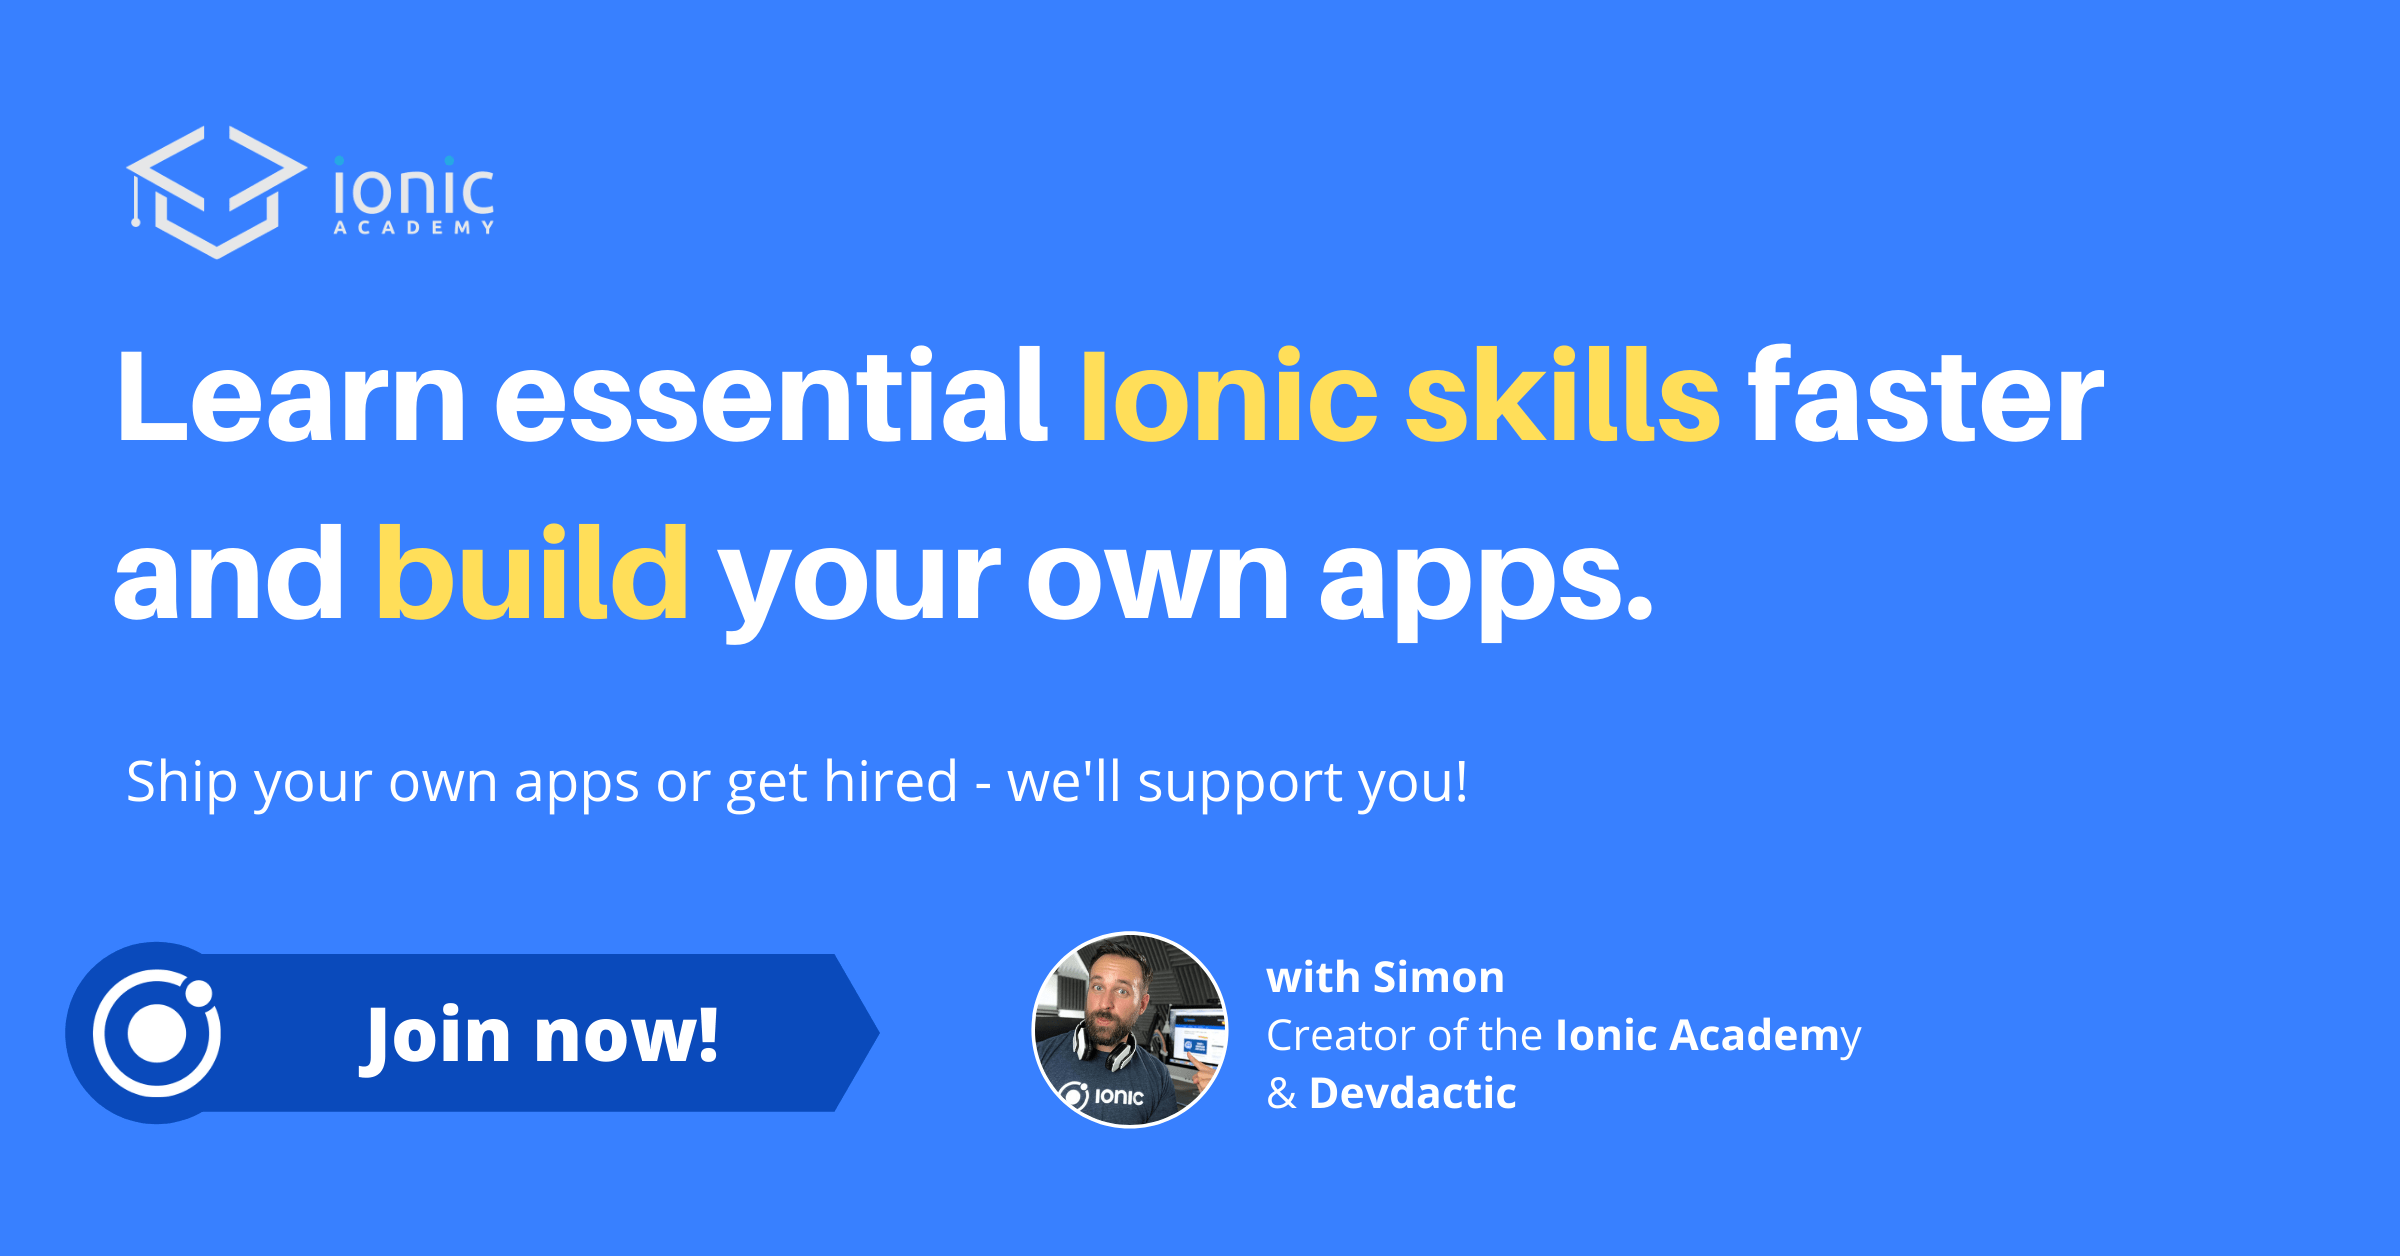 ionic
ACADEMY
Learn essential Ionic skills faster
and build your own apps.
Ship your own apps or get hired - we'll support you!
Join now!
with Simon
Creator of the Ionic Academy
& Devdactic
IONIC